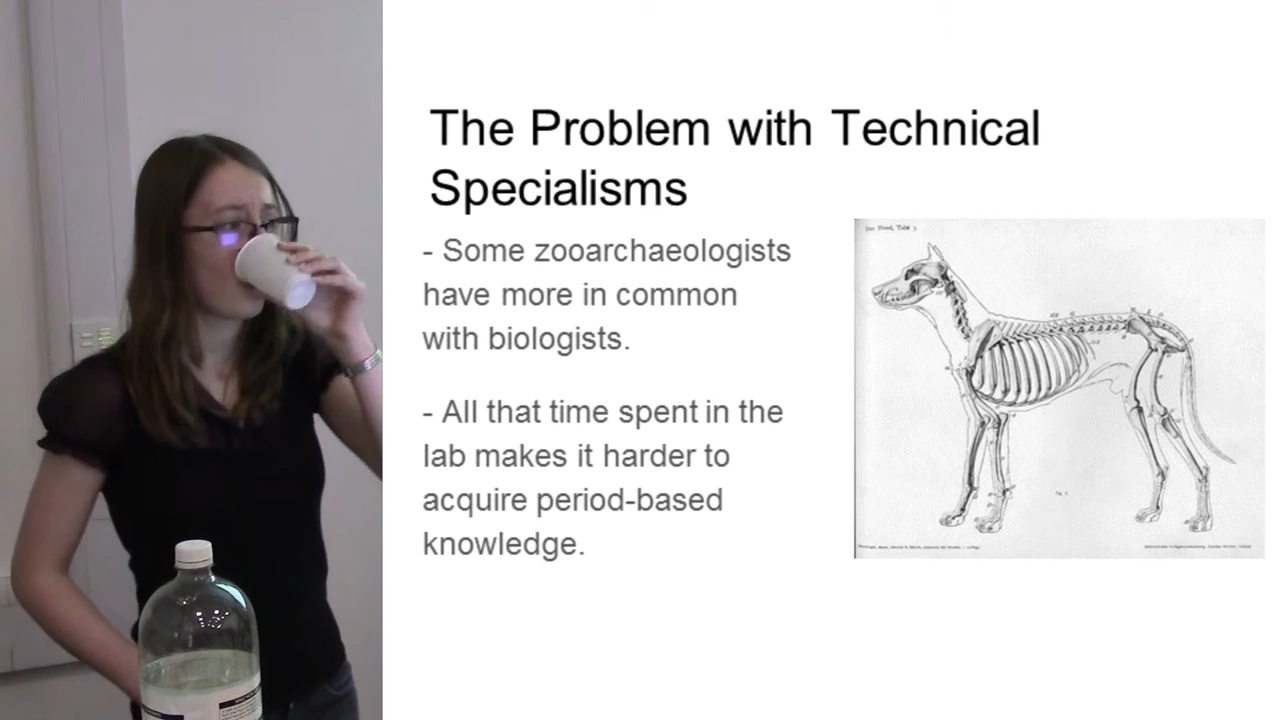 The Problem with Technical
Specialisms
- Some zooarchaeologists
have more in common
with biologists.
- All that time spent in the
lab makes it harder to
acquire period-based
knowledge.